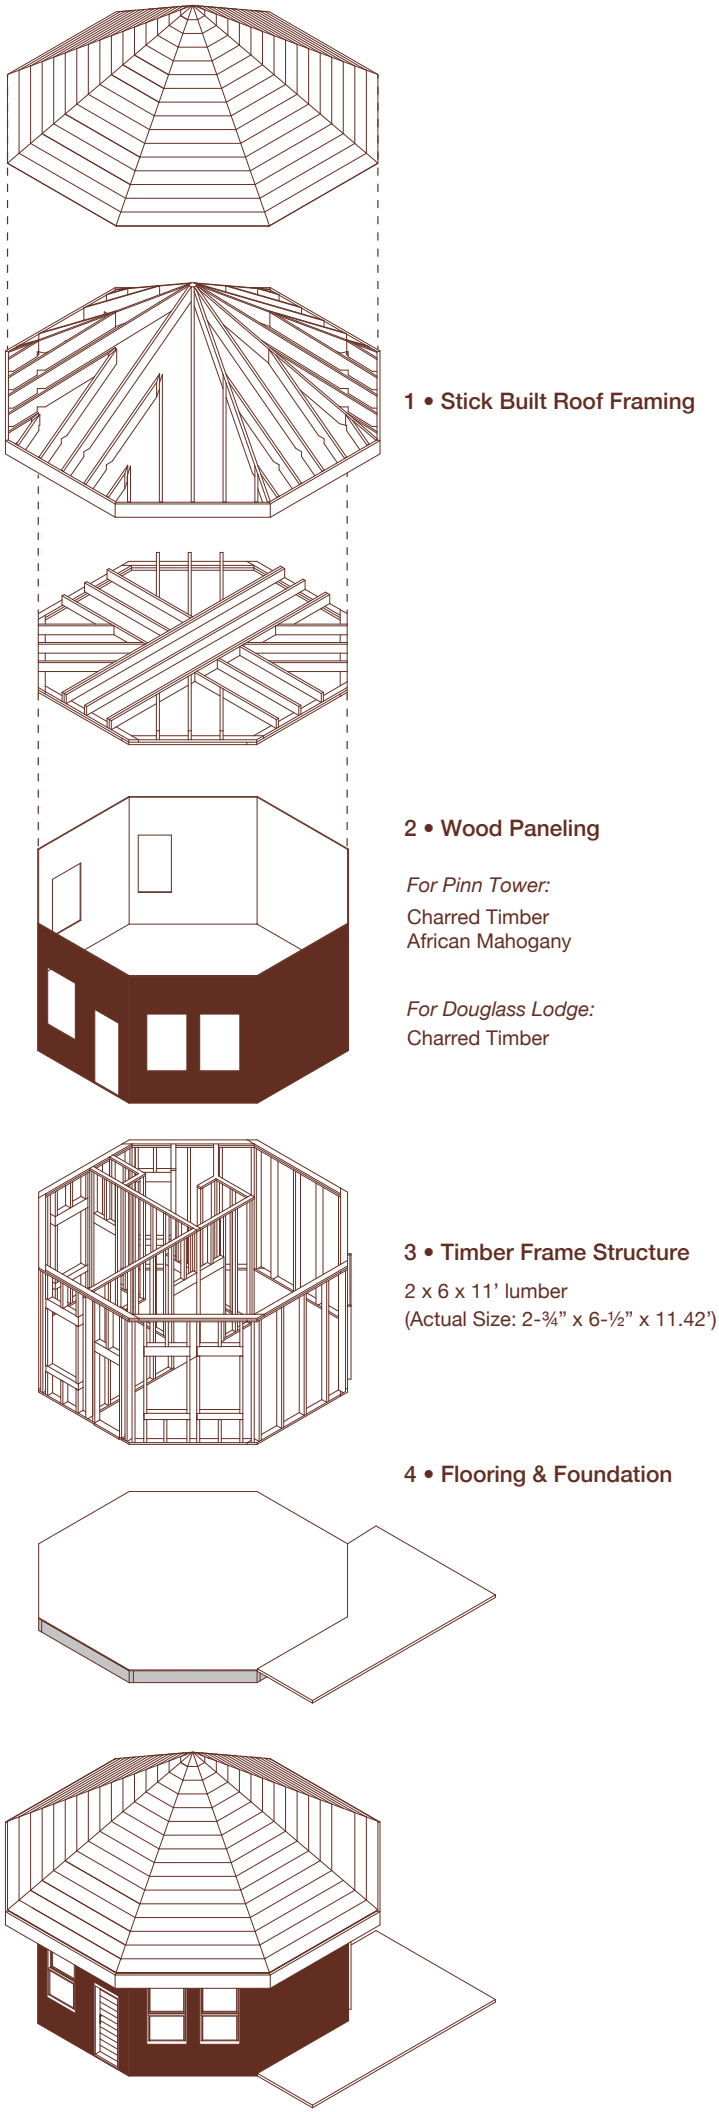 1 • Stick Built Roof Framing
2 • Wood Paneling
For Pinn Tower:
Charred Timber
African Mahogany
For Douglass Lodge:
Charred Timber
3 • Timber Frame Structure
2 x 6 x 11’ lumber
(Actual Size: 2-¾” x 6-½” x 11.42’)
4 • Flooring & Foundation